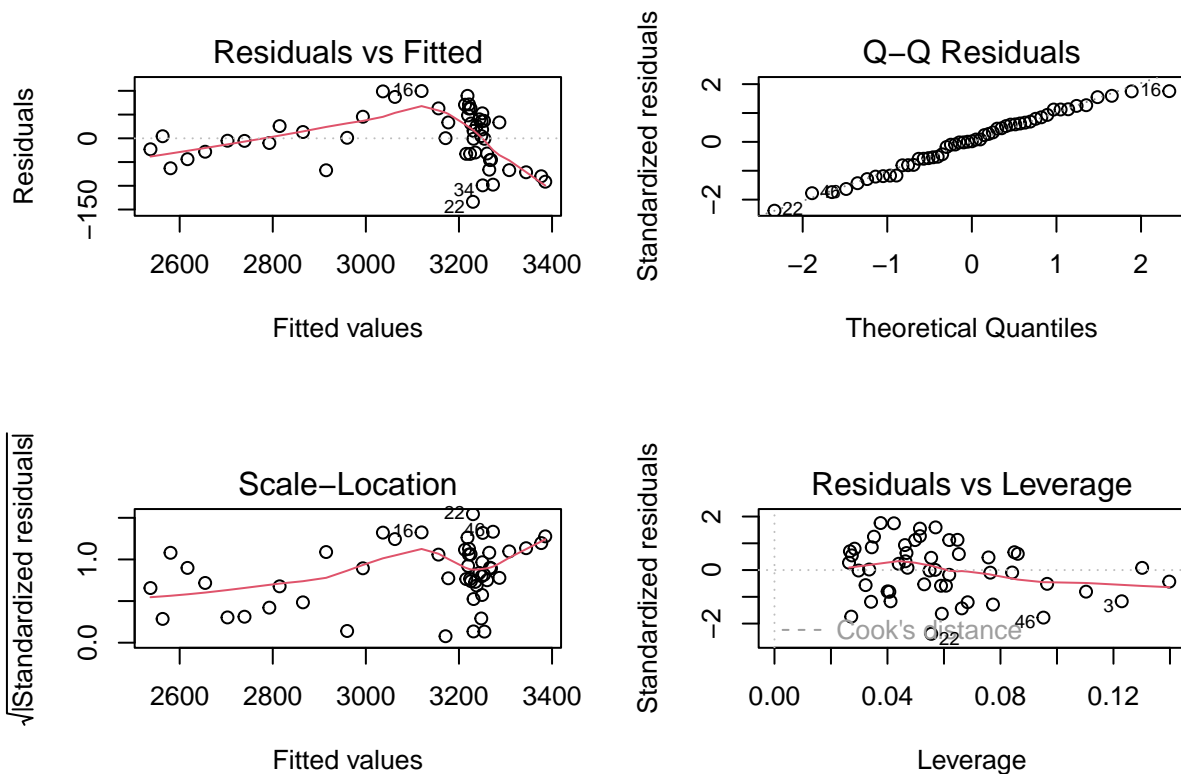 Residuals vs Fitted
Residuals
0
−150
16
34
22
2600 2800 3000 3200 3400
Fitted values
Q−Q Residuals
Standardized residuals
2
0
−2
16
46
22
−2 −1 0 1 2
Theoretical Quantiles
Scale−Location
√|Standardized residuals|
1.0
0.0
22
16
46
2600 2800 3000 3200 3400
Fitted values
Residuals vs Leverage
Standardized residuals
2
0
−2
3
46
22
Cook's distance
0.00 0.04 0.08 0.12
Leverage